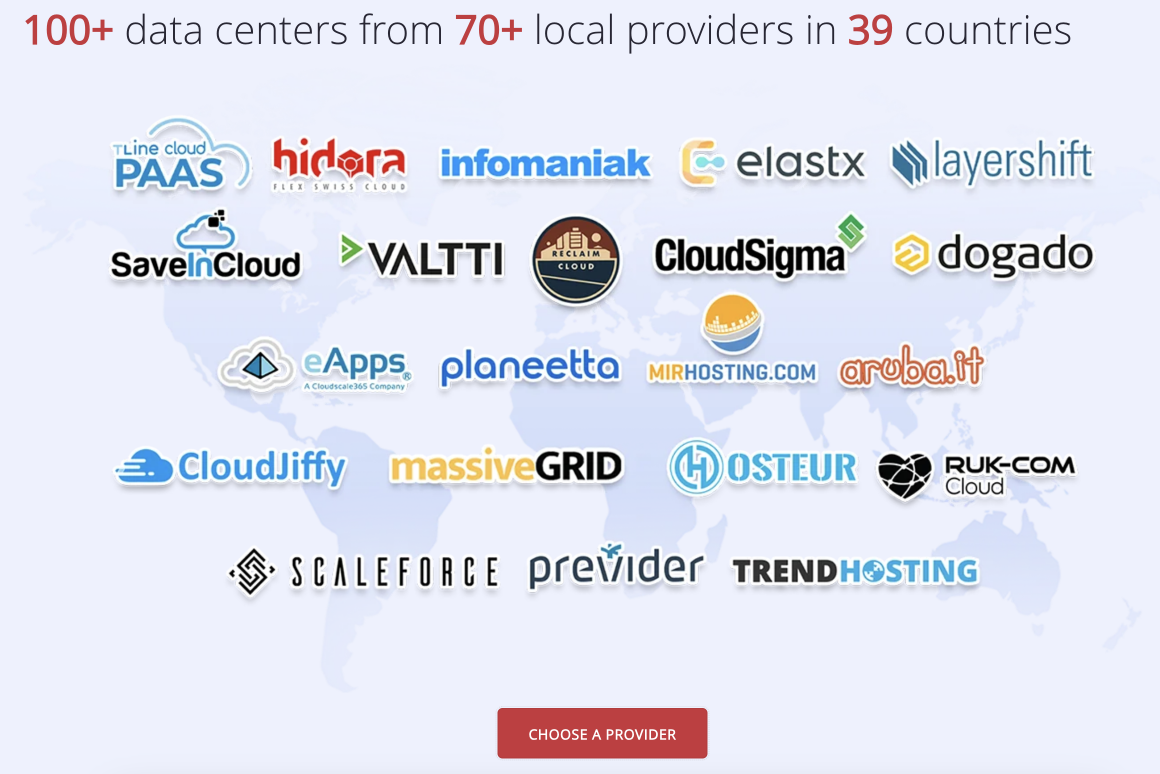 100+ data centers from 70+ local providers in 39 countries
TLine cloud
PAAS
hidora
FLEX SWISS CLOUD
infomaniak
elastx
layershift
SaveInCloud
VALTTI
RECLAIM
CLOUD
CloudSigma
dogado
eApps®
A Cloudscale365 Company
planeetta
MIRHOSTING.COM
aruba.it
CloudJiffy
massiveGRID
HOSTEUR
RUK-COM
Cloud
SCALEFORCE
previder
TRENDHOSTING
CHOOSE A PROVIDER